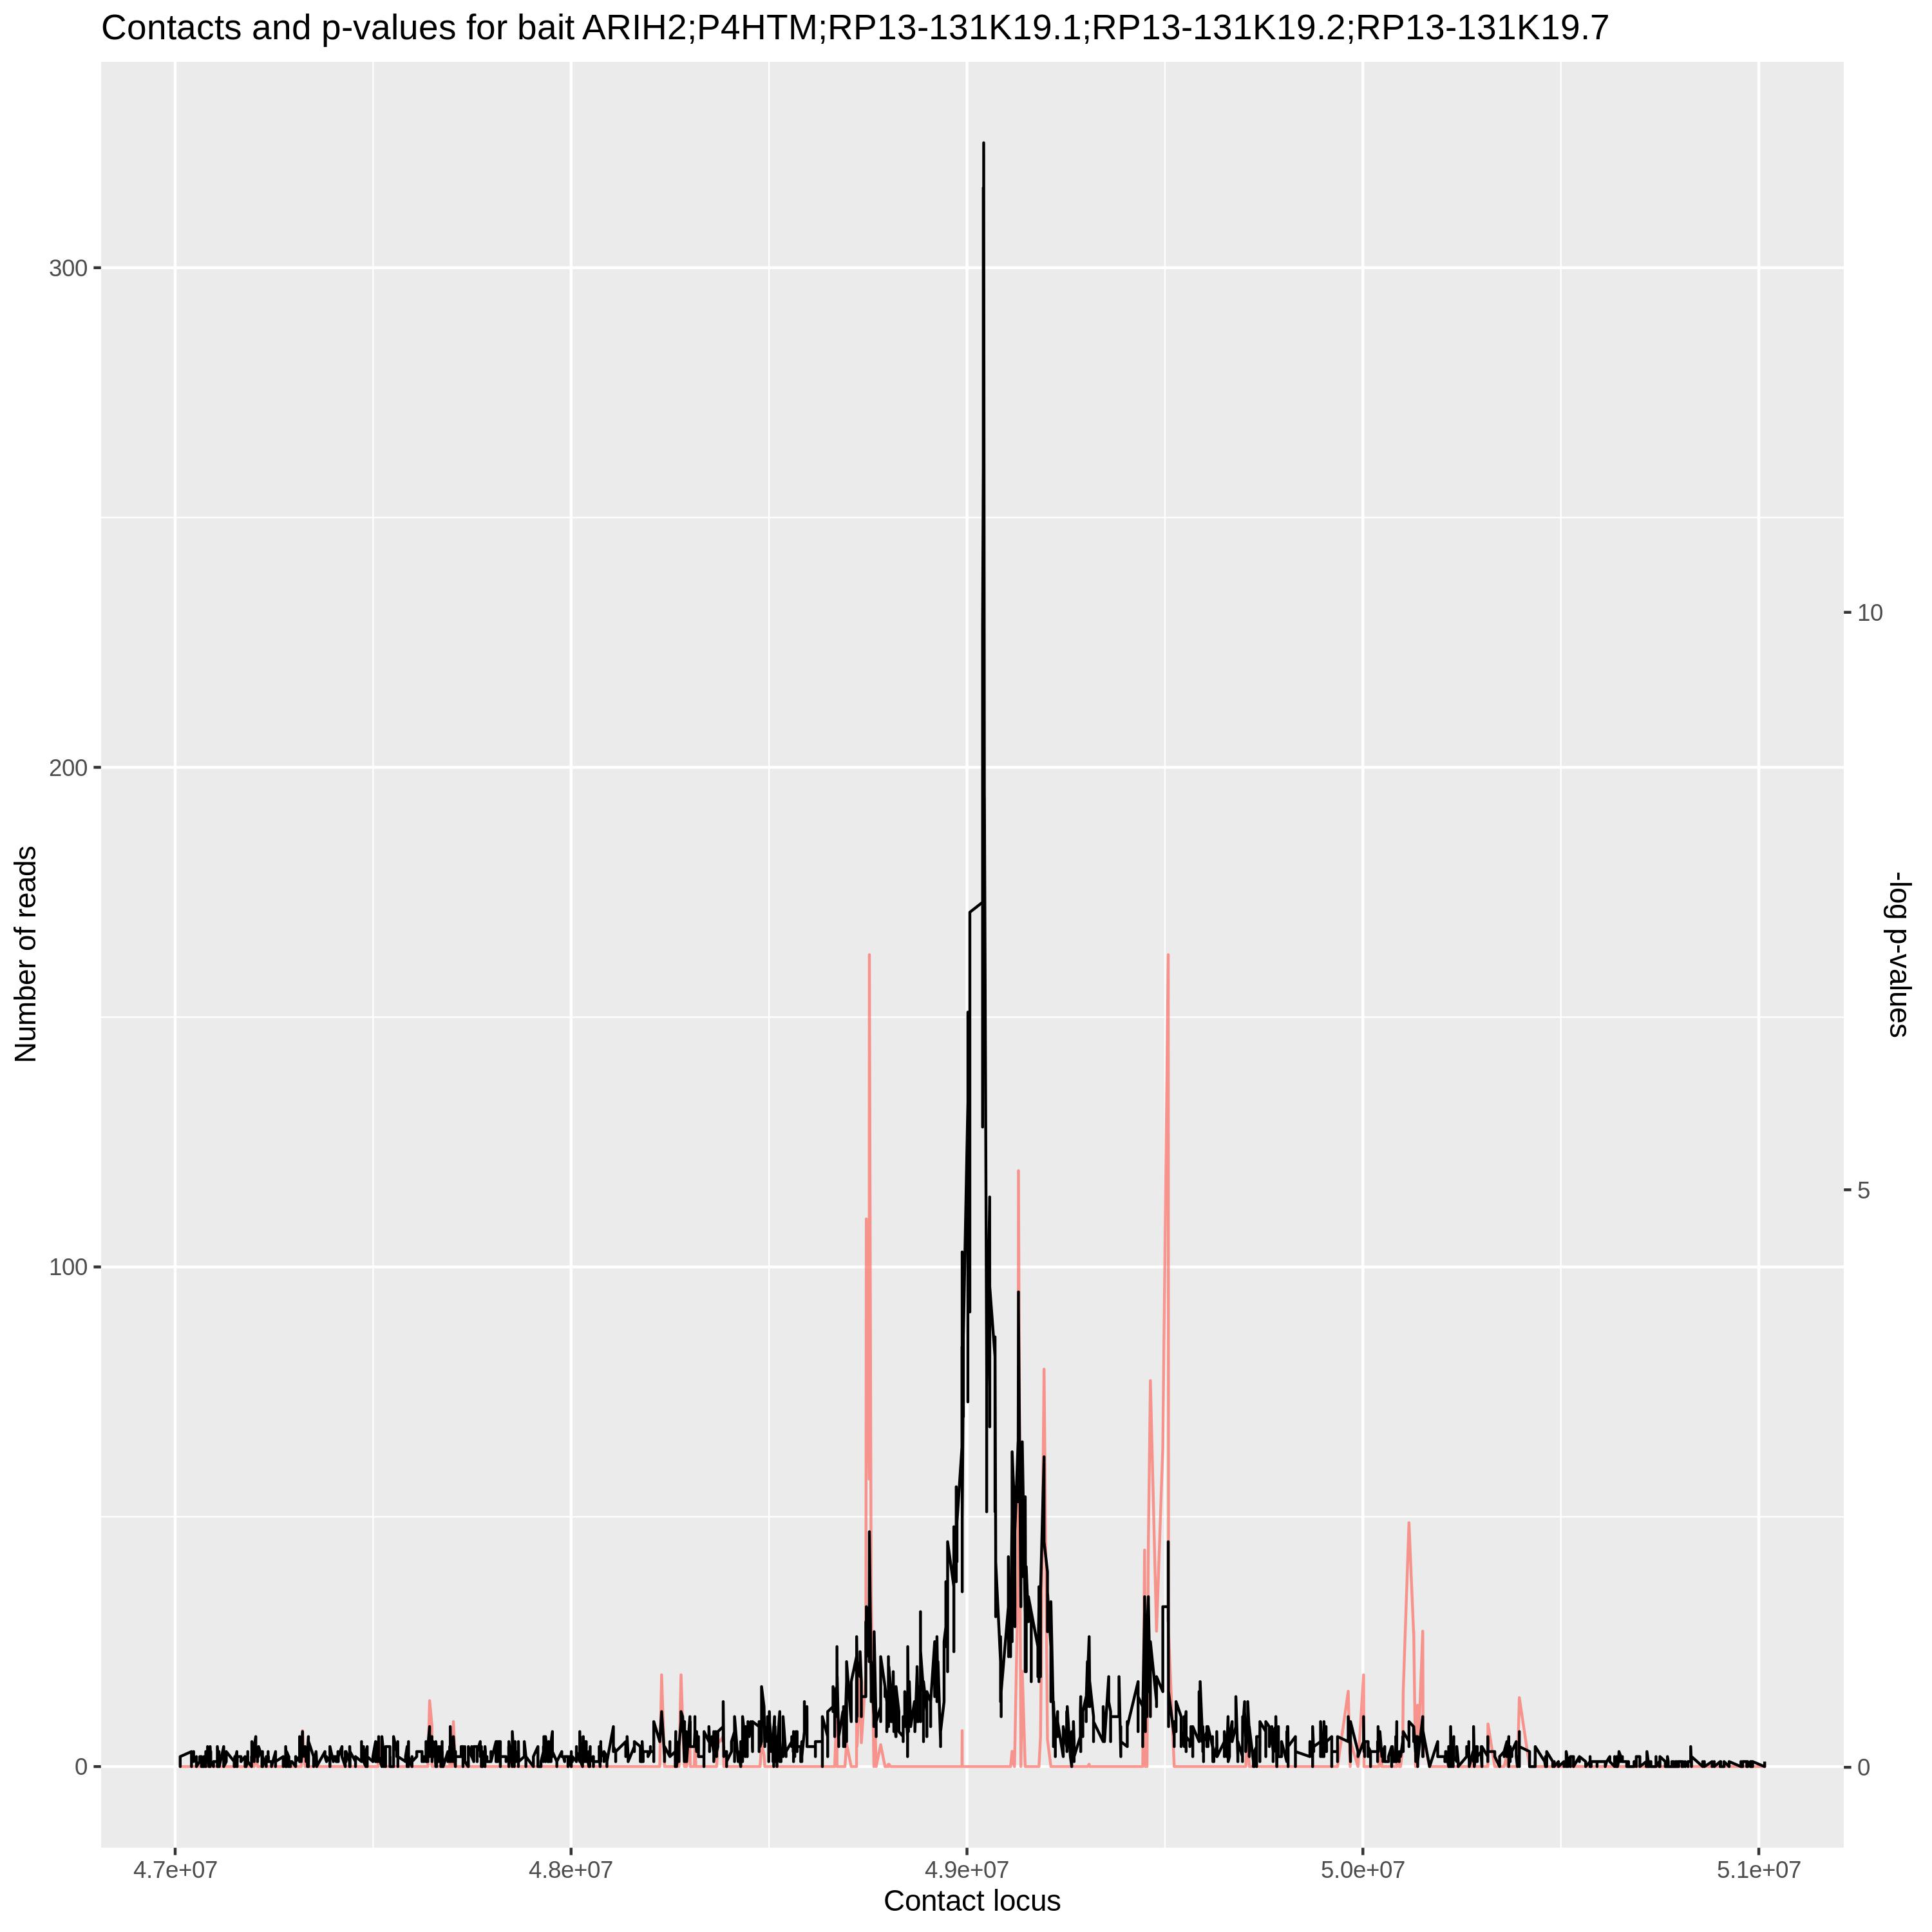 Contacts and p-values for bait ARIH2;P4HTM;RP13-131K19.1;RP13-131K19.2;RP13-131K19.7
300
200
100
0
Number of reads
10
5
0
-log p-values
4.7e+07 4.8e+07 4.9e+07 5.0e+07 5.1e+07
Contact locus